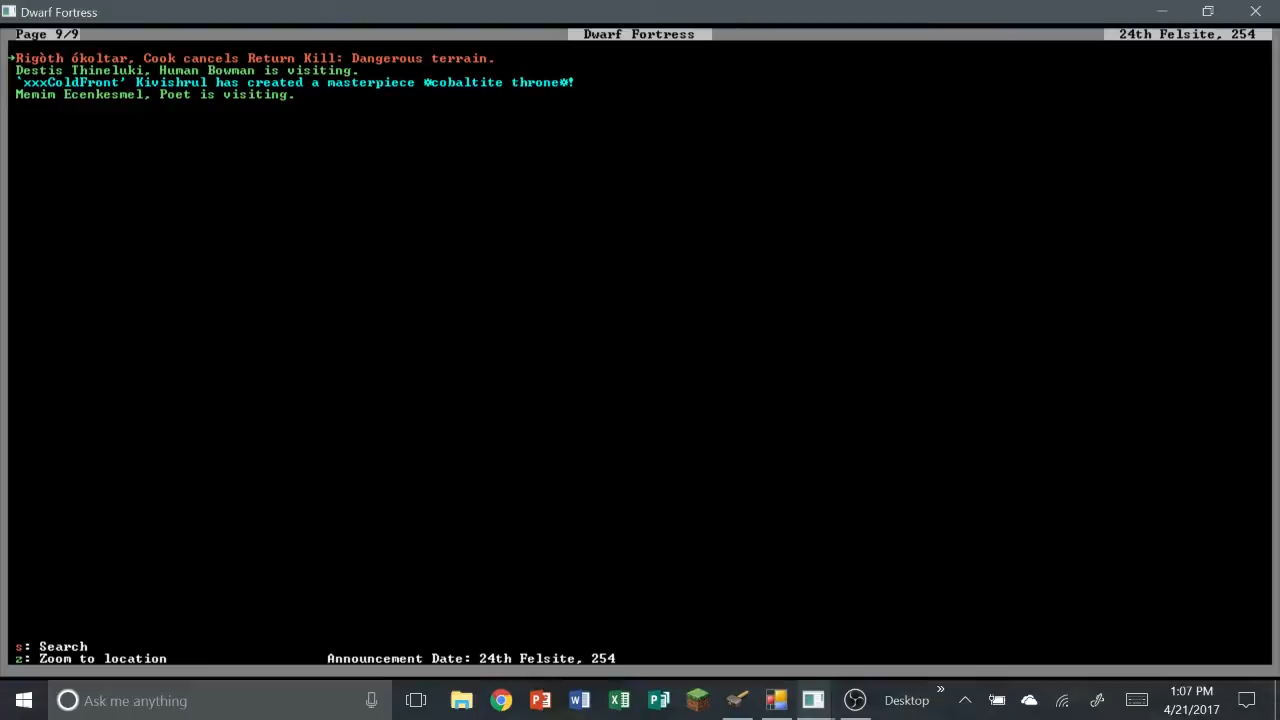 Dwarf Fortress
Page 9/9 Dwarf Fortress 24th Felsite, 254
→Rigòth ókoltar, Cook cancels Return Kill: Dangerous terrain.
Destis Thineluki, Human Bowman is visiting.
`xxxColdFront' Kivishrul has created a masterpiece ☼cobaltite throne☼!
Memim Ecenkesmel, Poet is visiting.
s: Search
z: Zoom to location Announcement Date: 24th Felsite, 254
Ask me anything Desktop » 1:07 PM
4/21/2017